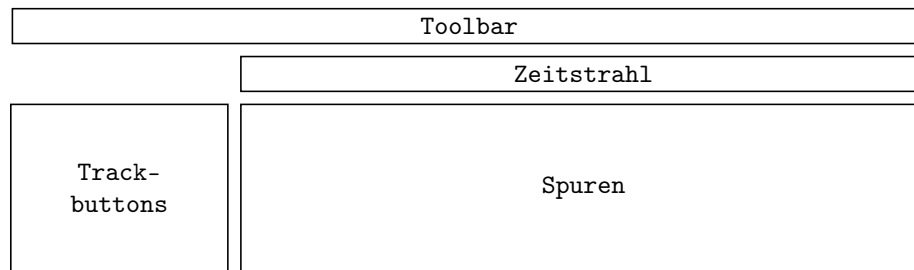 Toolbar
Zeitstrahl
Track-
buttons
Spuren